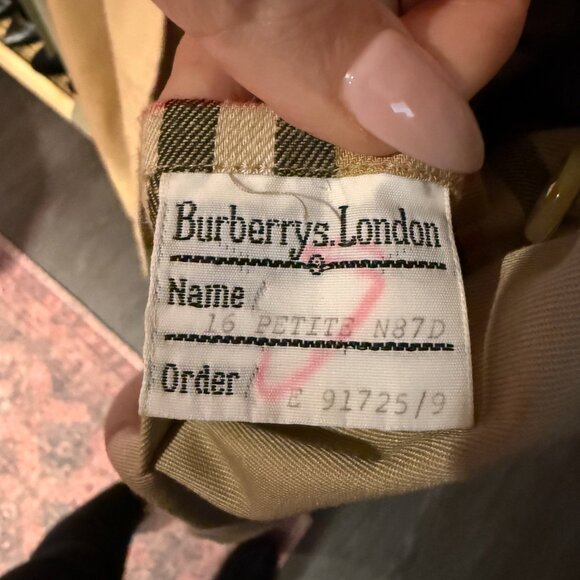 Burberrys.London
Name
16 PETITE N87D
Order
E 91725/9